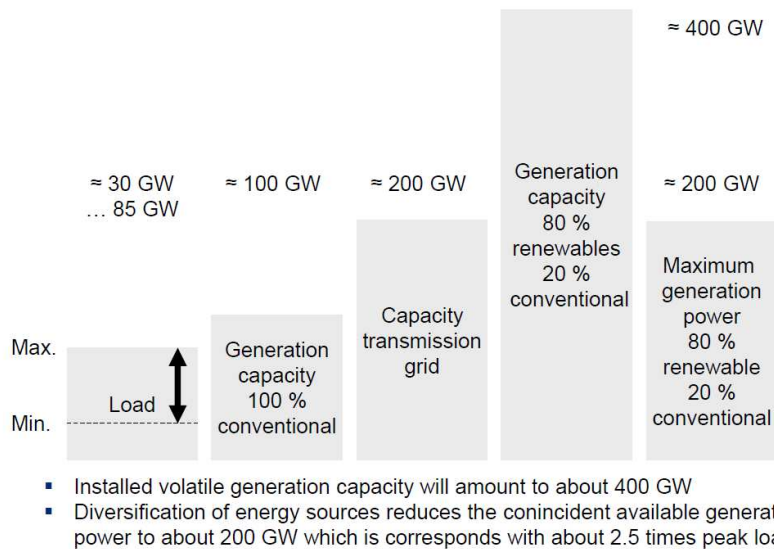 ≈ 400 GW
≈ 30 GW
... 85 GW
≈ 100 GW
≈ 200 GW
Generation
capacity
80 %
renewables
20 %
conventional
≈ 200 GW
Maximum
generation
power
80 %
renewable
20 %
conventional
Capacity
transmission
grid
Generation
capacity
100 %
conventional
Max.
Load
Min.
▪ Installed volatile generation capacity will amount to about 400 GW
▪ Diversification of energy sources reduces the conincident available generat
power to about 200 GW which is corresponds with about 2.5 times peak loa